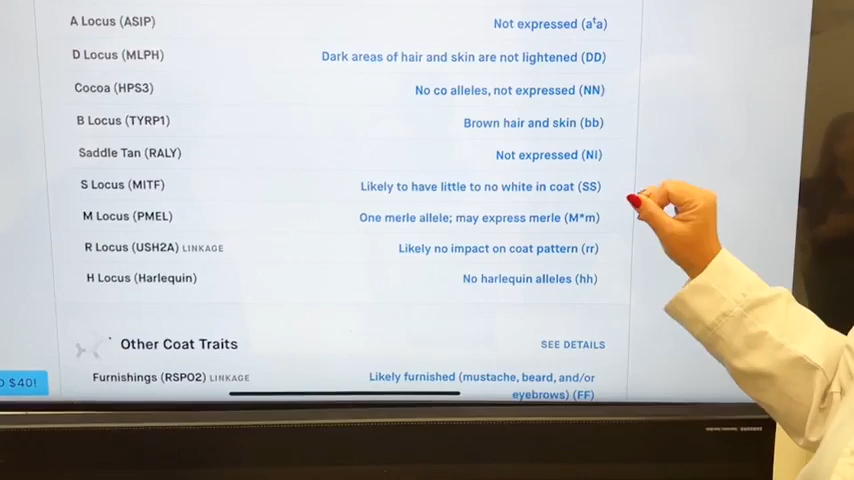 A Locus (ASIP) Not expressed (aᵗa)
D Locus (MLPH) Dark areas of hair and skin are not lightened (DD)
Cocoa (HPS3) No co alleles, not expressed (NN)
B Locus (TYRP1) Brown hair and skin (bb)
Saddle Tan (RALY) Not expressed (NI)
S Locus (MITF) Likely to have little to no white in coat (SS)
M Locus (PMEL) One merle allele; may express merle (M*m)
R Locus (USH2A) LINKAGE Likely no impact on coat pattern (rr)
H Locus (Harlequin) No harlequin alleles (hh)
Other Coat Traits SEE DETAILS
Furnishings (RSPO2) LINKAGE Likely furnished (mustache, beard, and/or
eyebrows) (FF)
$40!